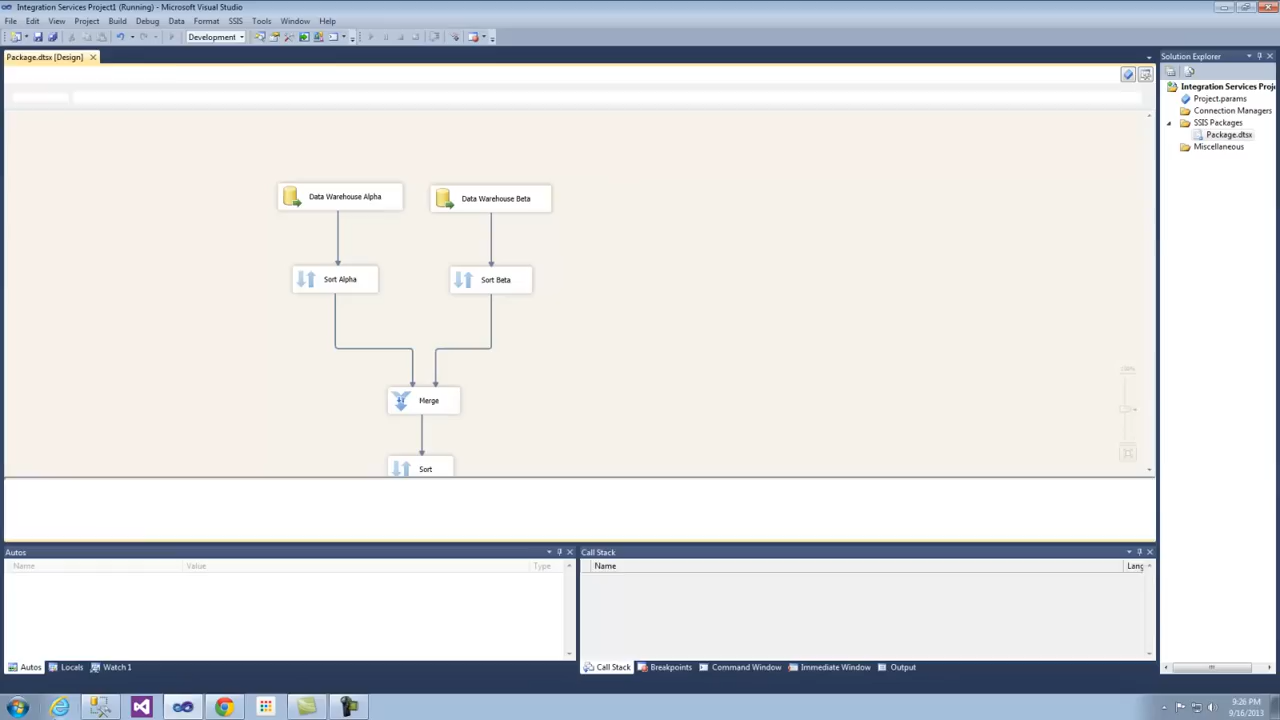 Integration Services Project1 (Running) - Microsoft Visual Studio
File Edit View Project Build Debug Data Format SSIS Tools Window Help
Development
Package.dtsx [Design]
Solution Explorer
Integration Services Proj
Project.params
Connection Managers
SSIS Packages
Package.dtsx
Miscellaneous
Data Warehouse Alpha
Data Warehouse Beta
Sort Alpha
Sort Beta
Merge
Sort
Autos
Name Value Type
Call Stack
Name Lang
Autos Locals Watch 1
Call Stack Breakpoints Command Window Immediate Window Output
9:26 PM
9/16/2013